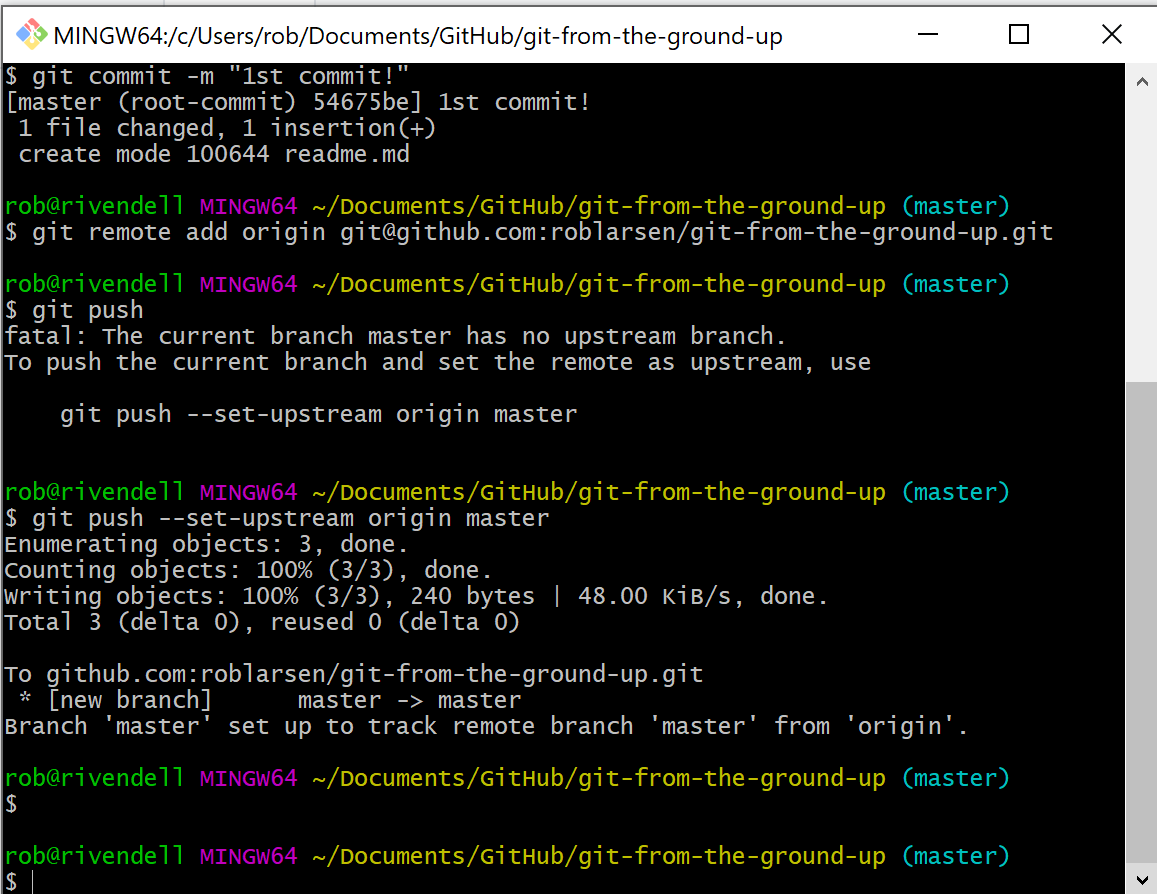 MINGW64:/c/Users/rob/Documents/GitHub/git-from-the-ground-up
$ git commit -m "1st commit!"
[master (root-commit) 54675be] 1st commit!
 1 file changed, 1 insertion(+)
 create mode 100644 readme.md
rob@rivendell MINGW64 ~/Documents/GitHub/git-from-the-ground-up (master)
$ git remote add origin git@github.com:roblarsen/git-from-the-ground-up.git
rob@rivendell MINGW64 ~/Documents/GitHub/git-from-the-ground-up (master)
$ git push
fatal: The current branch master has no upstream branch.
To push the current branch and set the remote as upstream, use
    git push --set-upstream origin master
rob@rivendell MINGW64 ~/Documents/GitHub/git-from-the-ground-up (master)
$ git push --set-upstream origin master
Enumerating objects: 3, done.
Counting objects: 100% (3/3), done.
Writing objects: 100% (3/3), 240 bytes | 48.00 KiB/s, done.
Total 3 (delta 0), reused 0 (delta 0)
To github.com:roblarsen/git-from-the-ground-up.git
 * [new branch]      master -> master
Branch 'master' set up to track remote branch 'master' from 'origin'.
rob@rivendell MINGW64 ~/Documents/GitHub/git-from-the-ground-up (master)
$
rob@rivendell MINGW64 ~/Documents/GitHub/git-from-the-ground-up (master)
$